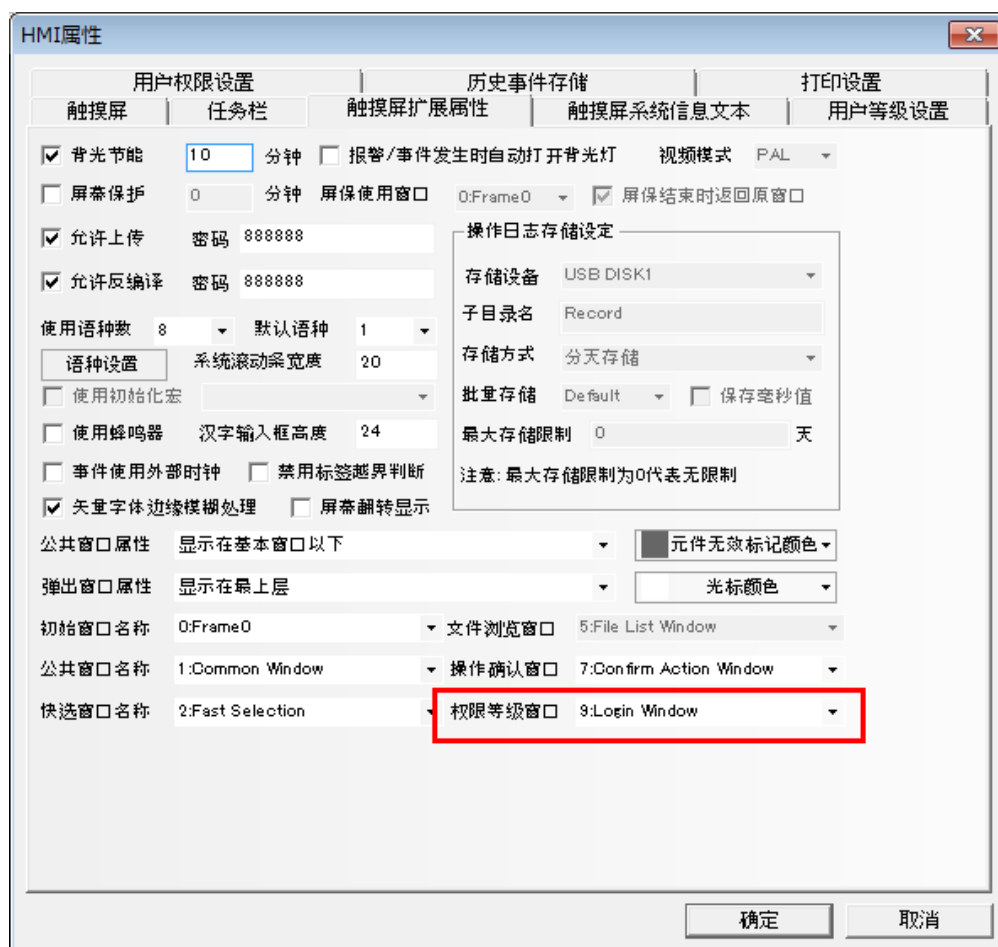 HMI属性
用户权限设置 历史事件存储 打印设置
触摸屏 任务栏 触摸屏扩展属性 触摸屏系统信息文本 用户等级设置
背光节能 10 分钟 报警/事件发生时自动打开背光灯 视频模式 PAL
屏幕保护 0 分钟 屏保使用窗口 0:Frame0 屏保结束时返回原窗口
允许上传 密码 888888
允许反编译 密码 888888
使用语种数 8 默认语种 1
语种设置 系统滚动条宽度 20
使用初始化宏
使用蜂鸣器 汉字输入框高度 24
事件使用外部时钟 禁用标签越界判断
矢量字体边缘模糊处理 屏幕翻转显示
操作日志存储设定
存储设备 USB DISK1
子目录名 Record
存储方式 分天存储
批量存储 Default 保存毫秒值
最大存储限制 0 天
注意:最大存储限制为0代表无限制
公共窗口属性 显示在基本窗口以下 元件无效标记颜色
弹出窗口属性 显示在最上层 光标颜色
初始窗口名称 0:Frame0 文件浏览窗口 5:File List Window
公共窗口名称 1:Common Window 操作确认窗口 7:Confirm Action Window
快选窗口名称 2:Fast Selection 权限等级窗口 9:Login Window
确定 取消